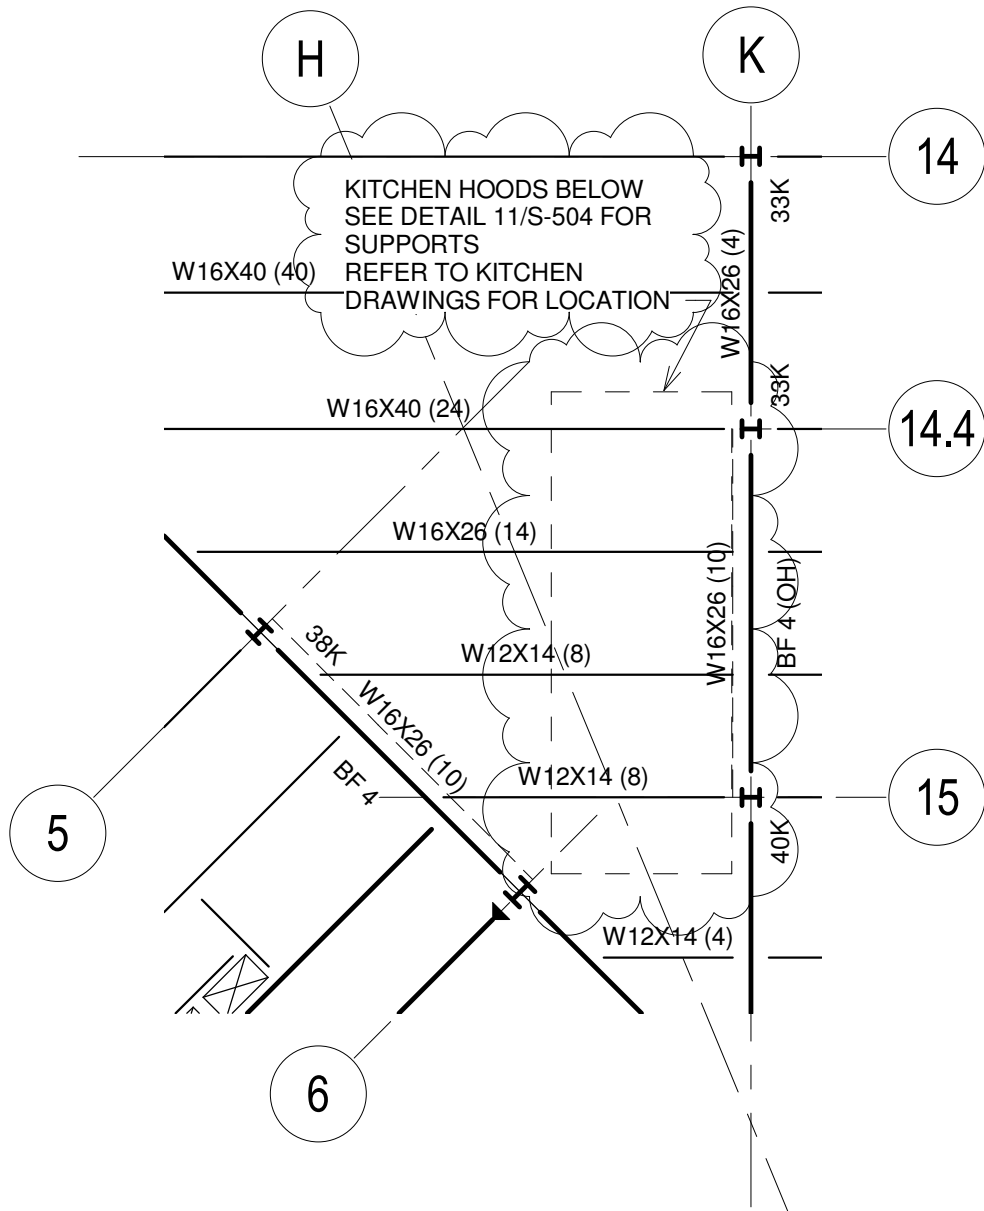 H
K
14
KITCHEN HOODS BELOW
SEE DETAIL 11/S-504 FOR
SUPPORTS
REFER TO KITCHEN
DRAWINGS FOR LOCATION
33K
W16X26 (4)
W16X40 (40)
33K
W16X40 (24)
14.4
W16X26 (14)
W16X26 (10)
BF 4 (OH)
38K
W12X14 (8)
W16X26 (10)
BF 4
W12X14 (8)
15
5
40K
W12X14 (4)
6